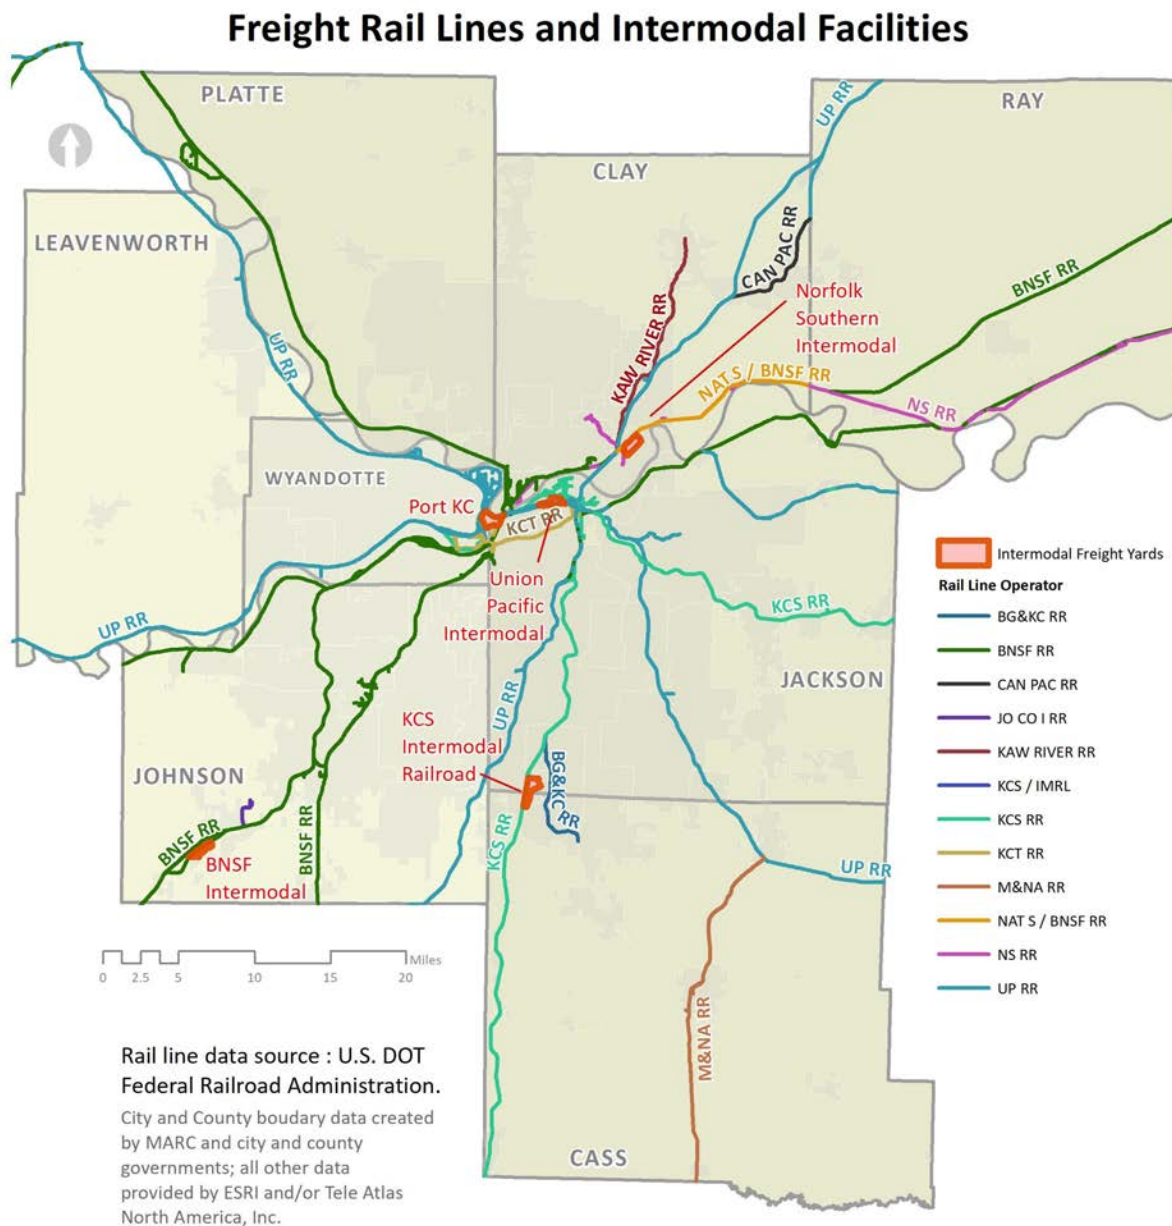 Freight Rail Lines and Intermodal Facilities
PLATTE
UP RR
RAY
CLAY
LEAVENWORTH
CAN PAC RR
BNSF RR
Norfolk
Southern
Intermodal
UP RR
KAW RIVER RR
NAT S / BNSF RR
NS RR
WYANDOTTE
Port KC
KCT RR
Union
Pacific
Intermodal
UP RR
KCS RR
JACKSON
UP RR
KCS
Intermodal
Railroad
BG&KC RR
JOHNSON
BNSF RR
BNSF RR
BNSF
Intermodal
KCS RR
UP RR
M&NA RR
CASS
Intermodal Freight Yards
Rail Line Operator
BG&KC RR
BNSF RR
CAN PAC RR
JO CO I RR
KAW RIVER RR
KCS / IMRL
KCS RR
KCT RR
M&NA RR
NAT S / BNSF RR
NS RR
UP RR
0 2.5 5 10 15 20 Miles
Rail line data source : U.S. DOT
Federal Railroad Administration.
City and County boudary data created
by MARC and city and county
governments; all other data
provided by ESRI and/or Tele Atlas
North America, Inc.